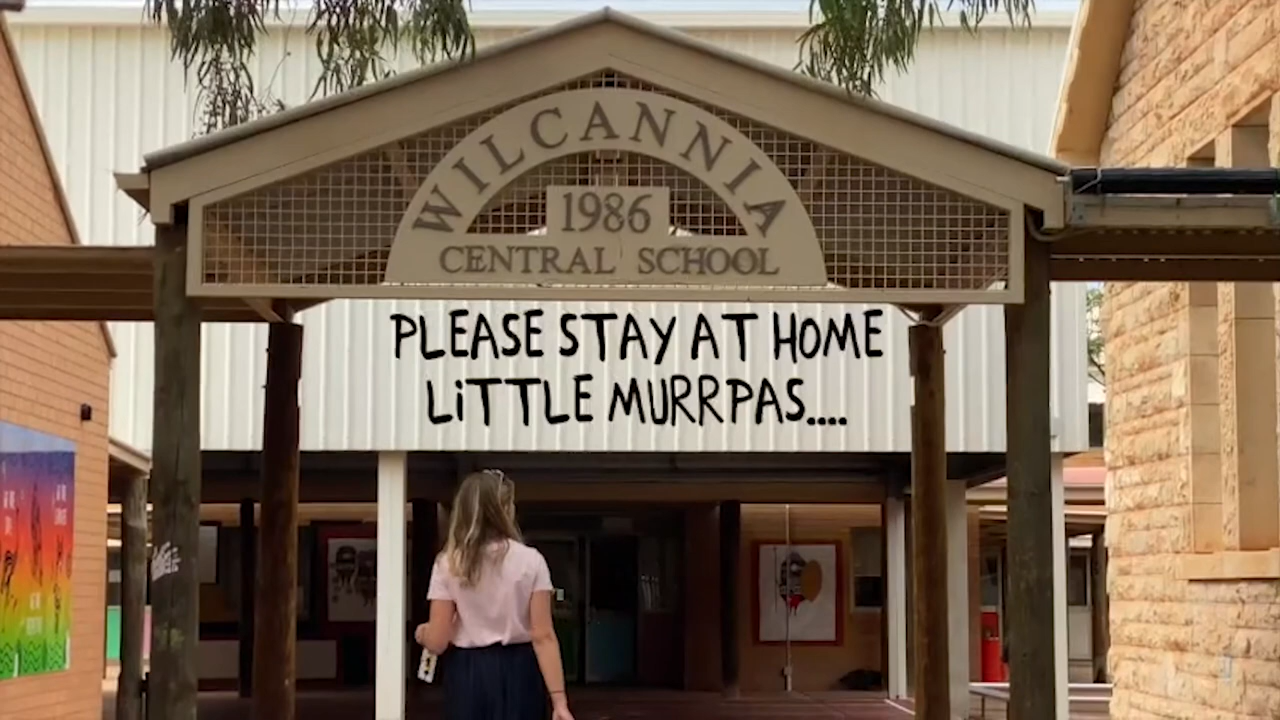 WILCANNIA
1986
CENTRAL SCHOOL
PLEASE STAY AT HOME
LiTTLE MURRPAS....